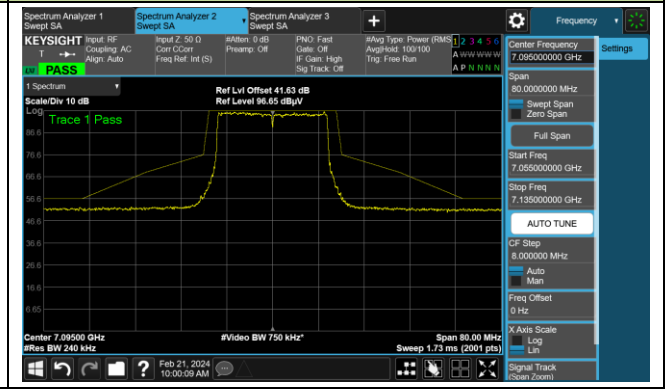 Spectrum Analyzer 1
Swept SA
Spectrum Analyzer 2
Swept SA
Spectrum Analyzer 3
Swept SA
+
Frequency
KEYSIGHT
T
LU PASS
Input: RF
Coupling: AC
Align: Auto
Input Z: 50 Ω
Corr CCorr
Freq Ref: Int (S)
#Atten: 0 dB
Preamp: Off
PNO: Fast
Gate: Off
IF Gain: High
Sig Track: Off
#Avg Type: Power (RMS
Avg|Hold: 100/100
Trig: Free Run
1 2 3 4 5 6
A W W W W W
A P N N N N
Center Frequency
7.095000000 GHz
Settings
Span
80.0000000 MHz
Swept Span
Zero Span
Full Span
Start Freq
7.055000000 GHz
Stop Freq
7.135000000 GHz
AUTO TUNE
CF Step
8.000000 MHz
Auto
Man
Freq Offset
0 Hz
X Axis Scale
Log
Lin
Signal Track
(Span Zoom)
1 Spectrum
Scale/Div 10 dB
Ref Lvl Offset 41.63 dB
Ref Level 96.65 dBµV
Log
Trace 1 Pass
86.6
76.6
66.6
56.6
46.6
36.6
26.6
16.6
6.65
Center 7.09500 GHz
#Res BW 240 kHz
#Video BW 750 kHz*
Span 80.00 MHz
Sweep 1.73 ms (2001 pts)
?
Feb 21, 2024
10:00:09 AM